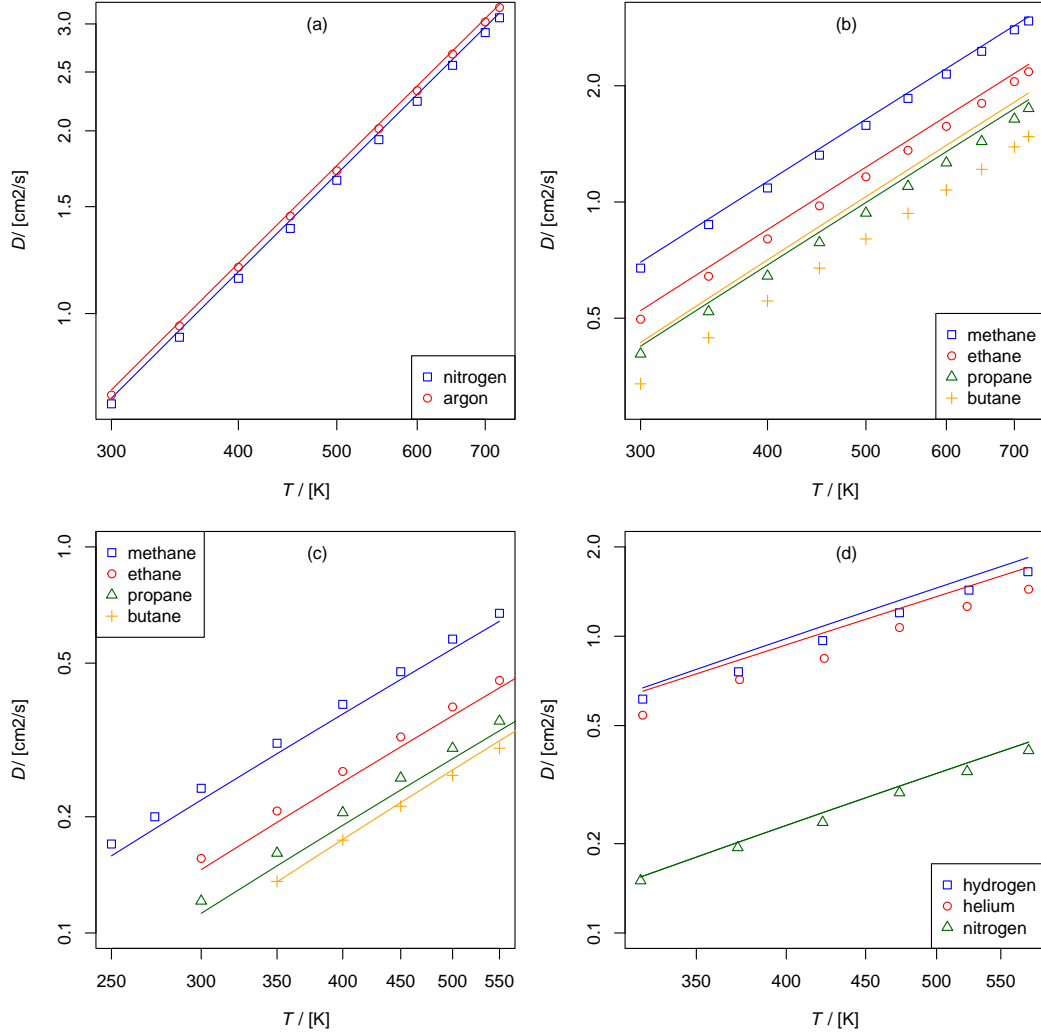 (a)
3.0
2.5
2.0
1.5
1.0
D/ [cm2/s]
nitrogen
argon
300 400 500 600 700
T / [K]
(b)
2.0
1.0
0.5
D/ [cm2/s]
methane
ethane
propane
butane
300 400 500 600 700
T / [K]
(c)
methane
ethane
propane
butane
1.0
0.5
0.2
0.1
D/ [cm2/s]
250 300 350 400 450 500 550
T / [K]
(d)
2.0
1.0
0.5
0.2
0.1
D/ [cm2/s]
hydrogen
helium
nitrogen
350 400 450 500 550
T / [K]